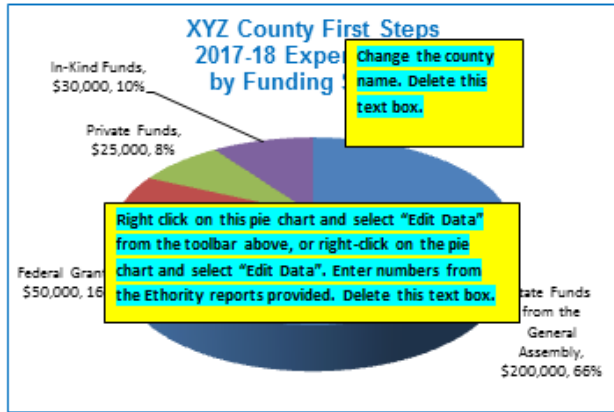 XYZ County First Steps
2017-18 Exper
by Funding S
Change the county
name. Delete this
text box.
In-Kind Funds,
$30,000, 10%
Private Funds,
$25,000, 8%
Right click on this pie chart and select "Edit Data"
from the toolbar above, or right-click on the pie
chart and select "Edit Data". Enter numbers from
the Ethority reports provided. Delete this text box.
Federal Gran
$50,000, 16
tate Funds
from the
General
Assembly,
$200,000, 66%